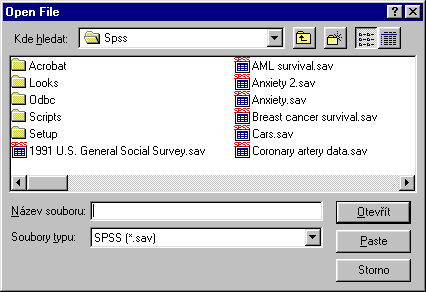 Open File
Kde hledat: Spss
Acrobat
Looks
Odbc
Scripts
Setup
1991 U.S. General Social Survey.sav
AML survival.sav
Anxiety 2.sav
Anxiety.sav
Breast cancer survival.sav
Cars.sav
Coronary artery data.sav
Název souboru:
Otevřít
Soubory typu: SPSS (*.sav)
Paste
Storno